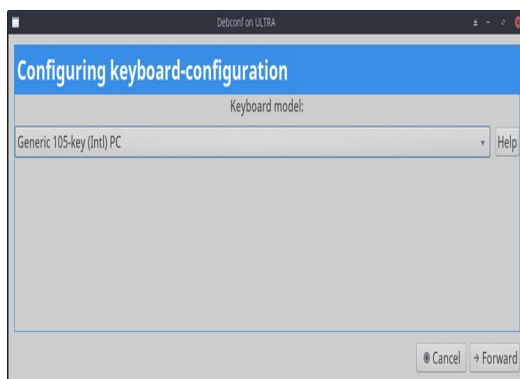 Debconf on ULTRA
Configuring keyboard-configuration
Keyboard model:
Generic 105-key (Intl) PC
Help
Cancel
Forward